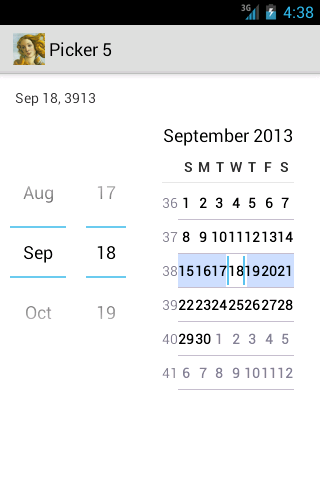 3G 4:38
Picker 5
Sep 18, 3913
September 2013
S M T W T F S
36 1 2 3 4 5 6 7
Aug 17
37 8 9 10 11 12 13 14
Sep 18
38 15 16 17 18 19 20 21
39 22 23 24 25 26 27 28
Oct 19
40 29 30 1 2 3 4 5
41 6 7 8 9 10 11 12